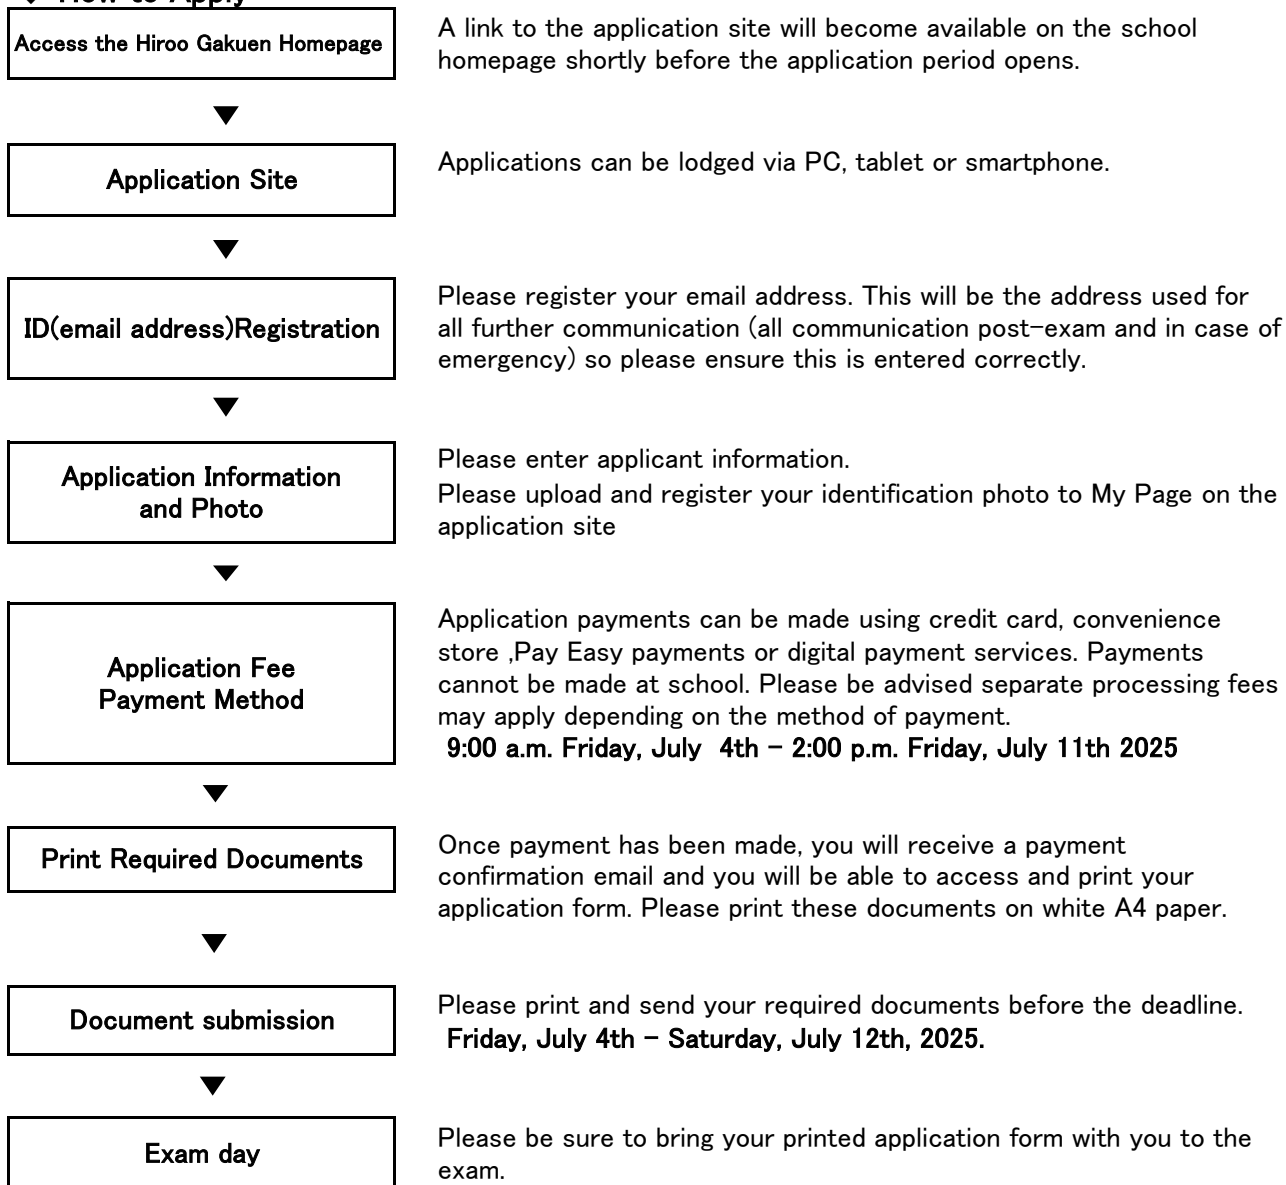 How to Apply
Access the Hiroo Gakuen Homepage
A link to the application site will become available on the school
homepage shortly before the application period opens.
Application Site
Applications can be lodged via PC, tablet or smartphone.
ID(email address)Registration
Please register your email address. This will be the address used for
all further communication (all communication post-exam and in case of
emergency) so please ensure this is entered correctly.
Application Information
and Photo
Please enter applicant information.
Please upload and register your identification photo to My Page on the
application site
Application Fee
Payment Method
Application payments can be made using credit card, convenience
store ,Pay Easy payments or digital payment services. Payments
cannot be made at school. Please be advised separate processing fees
may apply depending on the method of payment.
9:00 a.m. Friday, July  4th - 2:00 p.m. Friday, July 11th 2025
Print Required Documents
Once payment has been made, you will receive a payment
confirmation email and you will be able to access and print your
application form. Please print these documents on white A4 paper.
Document submission
Please print and send your required documents before the deadline.
Friday, July 4th - Saturday, July 12th, 2025.
Exam day
Please be sure to bring your printed application form with you to the
exam.